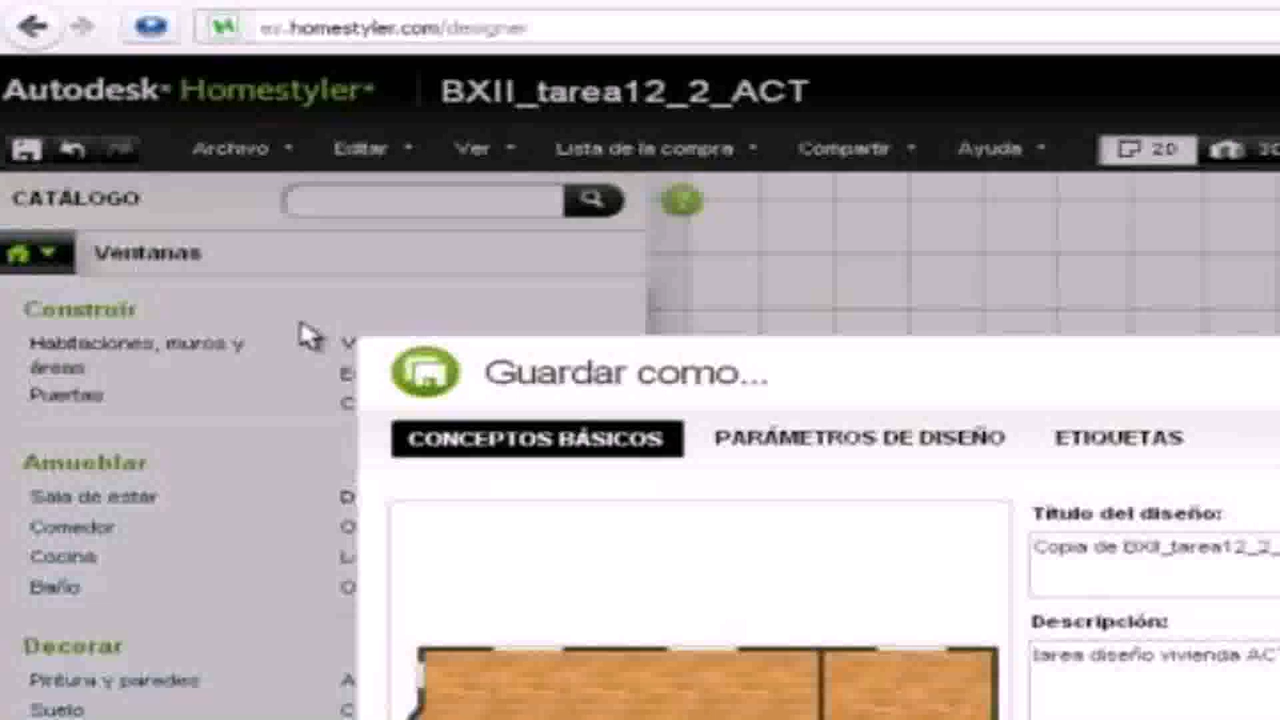 es.homestyler.com/designer
Autodesk Homestyler BXII_tarea12_2_ACT
Archivo Editar Ver Lista de la compra Compartir Ayuda 2D
CATÁLOGO
Ventanas
Construir
Habitaciones, muros y
áreas
Puertas
Guardar como...
CONCEPTOS BÁSICOS PARÁMETROS DE DISEÑO ETIQUETAS
Amueblar
Sala de estar
Comedor
Cocina
Baño
Título del diseño:
Copia de BXII_tarea12_2_
Descripción:
tarea diseño vivienda ACT
Decorar
Pintura y paredes
Suelo